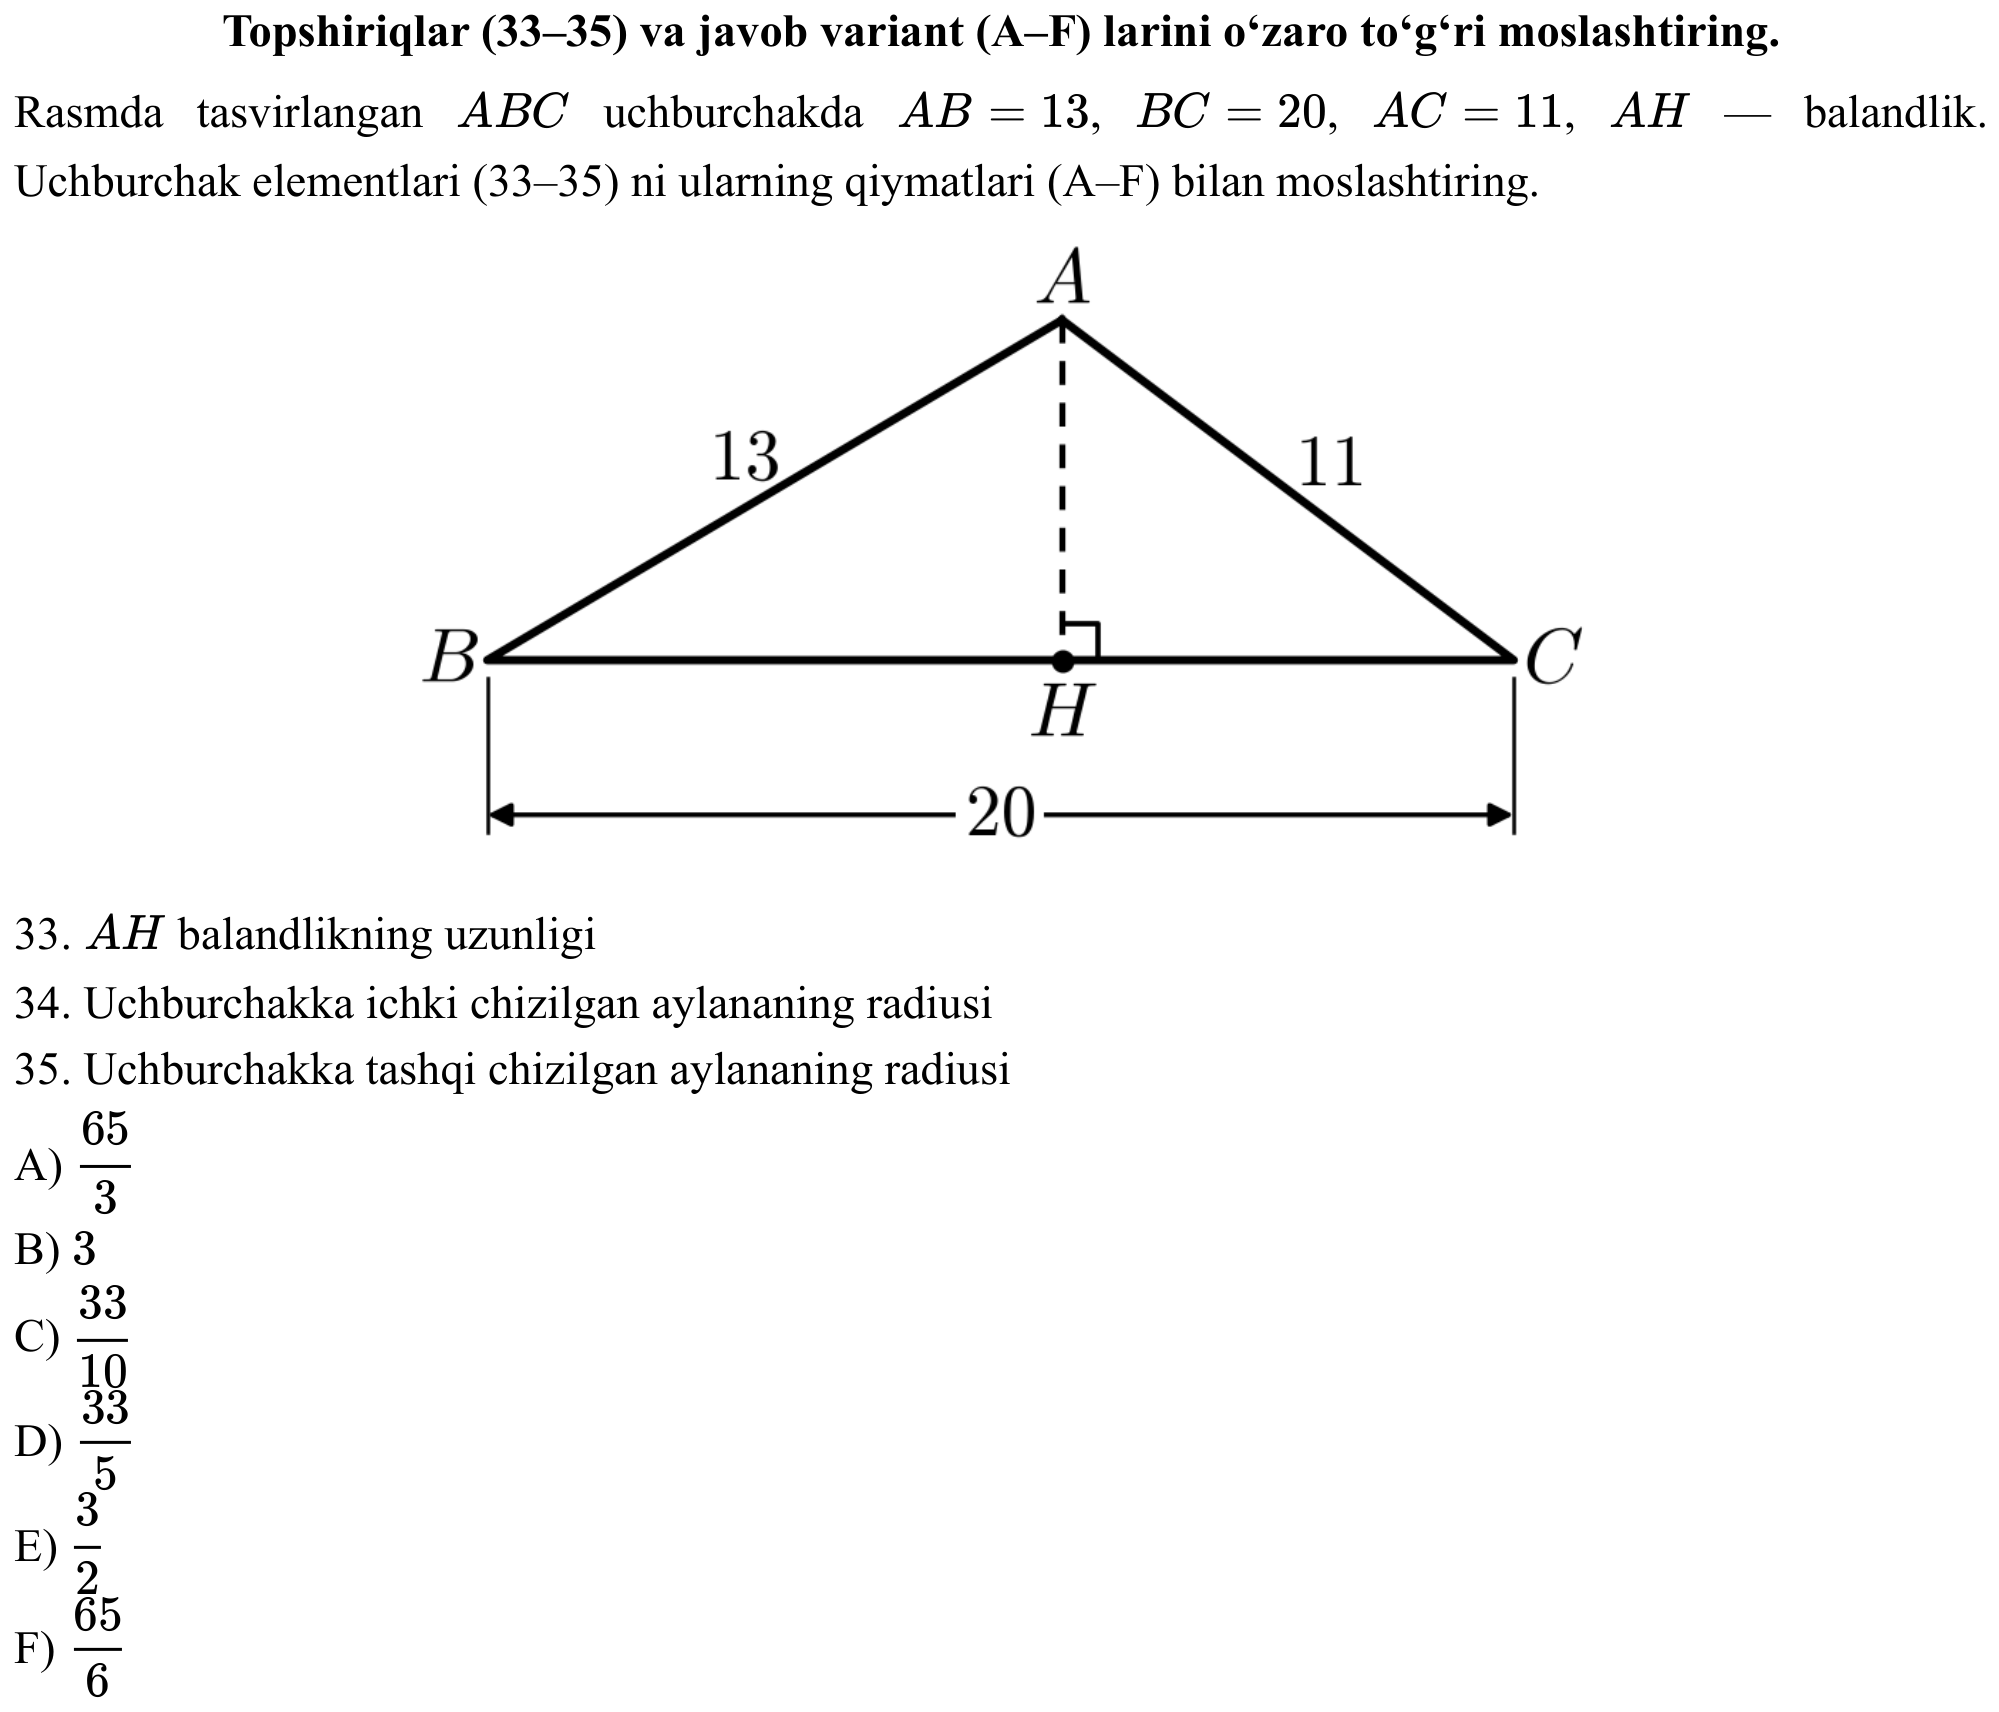 Topshiriqlar (33–35) va javob variant (A–F) larini o‘zaro to‘g‘ri moslashtiring.
Rasmda tasvirlangan ABC uchburchakda AB = 13, BC = 20, AC = 11, AH — balandlik.
Uchburchak elementlari (33–35) ni ularning qiymatlari (A–F) bilan moslashtiring.
A
13
11
B
C
H
20
33. AH balandlikning uzunligi
34. Uchburchakka ichki chizilgan aylananing radiusi
35. Uchburchakka tashqi chizilgan aylananing radiusi
A) 65/3
B) 3
C) 33/10
D) 33/5
E) 3/2
F) 65/6